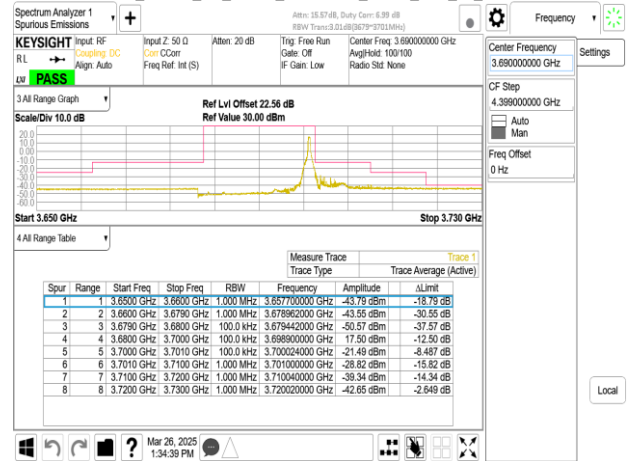 Spectrum Analyzer 1
Spurious Emissions
Attn: 15.57dB, Duty Corr: 6.99 dB
RBW Trans:3.01dB(3679~3701MHz)
Frequency
KEYSIGHT
RL
LXI PASS
Input: RF
Coupling: DC
Align: Auto
Input Z: 50 Ω
Corr CCorr
Freq Ref: Int (S)
Atten: 20 dB
Trig: Free Run
Gate: Off
IF Gain: Low
Center Freq: 3.690000000 GHz
Avg|Hold: 100/100
Radio Std: None
Center Frequency
3.690000000 GHz
Settings
CF Step
4.399000000 GHz
Auto
Man
Freq Offset
0 Hz
3 All Range Graph
Scale/Div 10.0 dB
Ref Lvl Offset 22.56 dB
Ref Value 30.00 dBm
20.0
10.0
0.00
-10.0
-20.0
-30.0
-40.0
-50.0
-60.0
Start 3.650 GHz
Stop 3.730 GHz
4 All Range Table
Measure Trace Trace 1
Trace Type Trace Average (Active)
Spur Range Start Freq Stop Freq RBW Frequency Amplitude ΔLimit
1 1 3.6500 GHz 3.6600 GHz 1.000 MHz 3.657700000 GHz -43.79 dBm -18.79 dB
2 2 3.6600 GHz 3.6790 GHz 1.000 MHz 3.678962000 GHz -43.55 dBm -30.55 dB
3 3 3.6790 GHz 3.6800 GHz 100.0 kHz 3.679442000 GHz -50.57 dBm -37.57 dB
4 4 3.6800 GHz 3.7000 GHz 100.0 kHz 3.698900000 GHz 17.50 dBm -12.50 dB
5 5 3.7000 GHz 3.7010 GHz 100.0 kHz 3.700024000 GHz -21.49 dBm -8.487 dB
6 6 3.7010 GHz 3.7100 GHz 1.000 MHz 3.701000000 GHz -28.82 dBm -15.82 dB
7 7 3.7100 GHz 3.7200 GHz 1.000 MHz 3.710040000 GHz -39.34 dBm -14.34 dB
8 8 3.7200 GHz 3.7300 GHz 1.000 MHz 3.720020000 GHz -42.65 dBm -2.649 dB
Local
Mar 26, 2025
1:34:39 PM